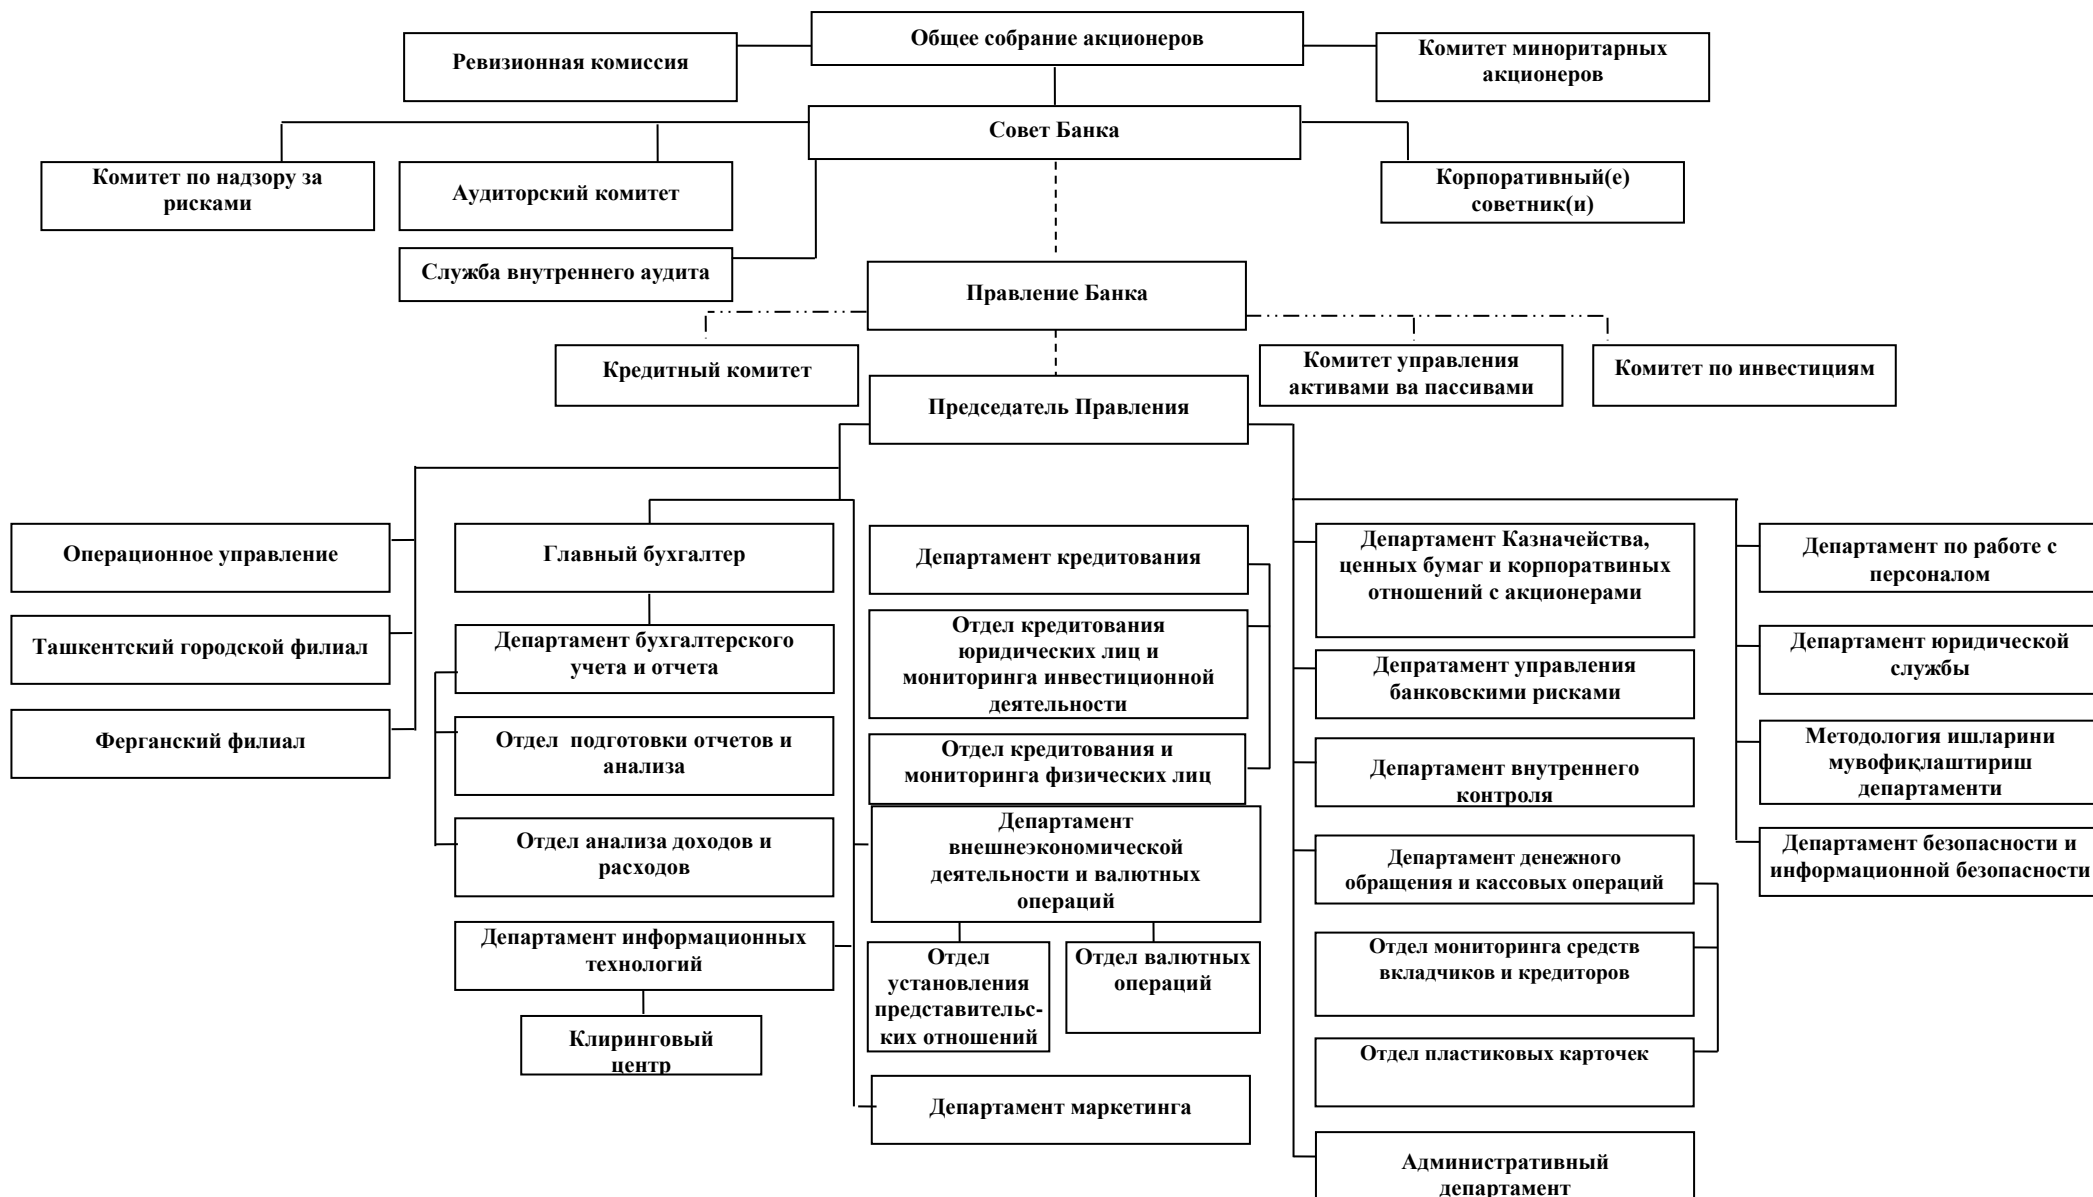 Общее собрание акционеров
Ревизионная комиссия
Комитет миноритарных
акционеров
Совет Банка
Комитет по надзору за
рисками
Аудиторский комитет
Корпоративный(е)
советник(и)
Служба внутреннего аудита
Правление Банка
Кредитный комитет
Комитет управления
активами ва пассивами
Комитет по инвестициям
Председатель Правления
Операционное управление
Ташкентский городской филиал
Ферганский филиал
Главный бухгалтер
Департамент бухгалтерского
учета и отчета
Отдел подготовки отчетов и
анализа
Отдел анализа доходов и
расходов
Департамент информационных
технологий
Клиринговый
центр
Департамент кредитования
Отдел кредитования
юридических лиц и
мониторинга инвестиционной
деятельности
Отдел кредитования и
мониторинга физических лиц
Департамент
внешнеэкономической
деятельности и валютных
операций
Отдел
установления
представительс-
ких отношений
Отдел валютных
операций
Департамент маркетинга
Департамент Казначейства,
ценных бумаг и корпоратвиных
отношений с акционерами
Депратамент управления
банковскими рисками
Департамент внутреннего
контроля
Департамент денежного
обращения и кассовых операций
Отдел мониторинга средств
вкладчиков и кредиторов
Отдел пластиковых карточек
Административный
департамент
Департамент по работе с
персоналом
Департамент юридической
службы
Методология ишларини
мувофиқлаштириш
департаменти
Департамент безопасности и
информационной безопасности